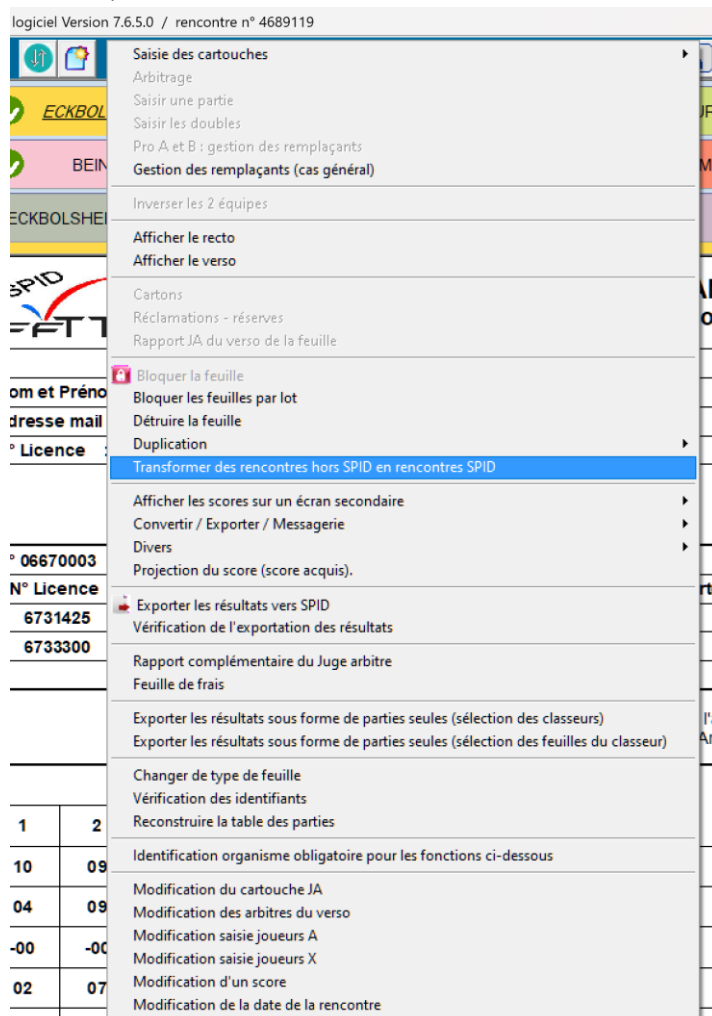 logiciel Version 7.6.5.0 / rencontre n° 4689119
Saisie des cartouches
Arbitrage
Saisir une partie
Saisir les doubles
Pro A et B : gestion des remplaçants
Gestion des remplaçants (cas général)
Inverser les 2 équipes
Afficher le recto
Afficher le verso
Cartons
Réclamations - réserves
Rapport JA du verso de la feuille
Bloquer la feuille
Bloquer les feuilles par lot
Détruire la feuille
Duplication
Transformer des rencontres hors SPID en rencontres SPID
Afficher les scores sur un écran secondaire
Convertir / Exporter / Messagerie
Divers
Projection du score (score acquis).
Exporter les résultats vers SPID
Vérification de l'exportation des résultats
Rapport complémentaire du Juge arbitre
Feuille de frais
Exporter les résultats sous forme de parties seules (sélection des classeurs)
Exporter les résultats sous forme de parties seules (sélection des feuilles du classeur)
Changer de type de feuille
Vérification des identifiants
Reconstruire la table des parties
Identification organisme obligatoire pour les fonctions ci-dessous
Modification du cartouche JA
Modification des arbitres du verso
Modification saisie joueurs A
Modification saisie joueurs X
Modification d'un score
Modification de la date de la rencontre
ECKBOL
BEIN
ECKBOLSHEI
SPID
FFTT
om et Préno
dresse mail
° Licence :
° 06670003
N° Licence
6731425
6733300
1 2
10 09
04 09
-00 -00
02 07